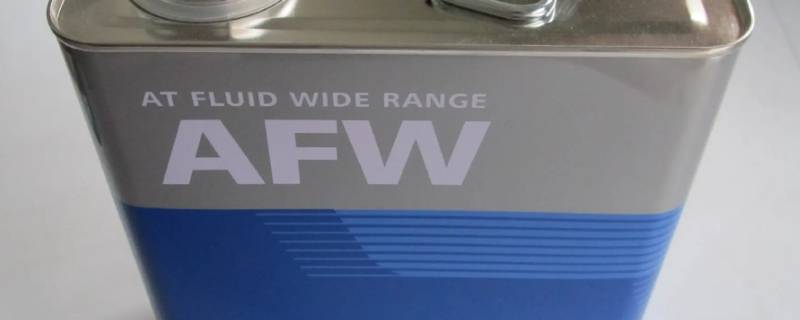 AT FLUID WIDE RANGE
AFW